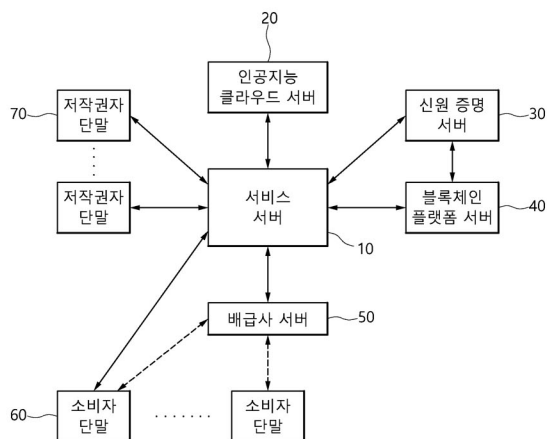 20
인공지능
클라우드 서버
70
저작권자
단말
신원 증명
서버
30
저작권자
단말
서비스
서버
블록체인
플랫폼 서버
40
10
배급사 서버
50
60
소비자
단말
소비자
단말